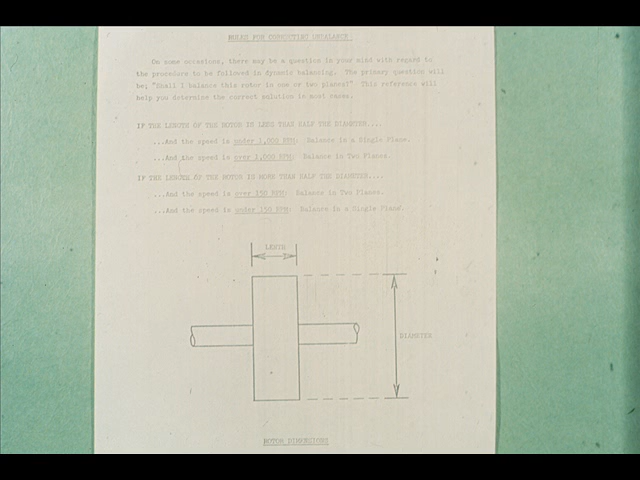 RULES FOR CORRECTING UNBALANCE
On some occasions, there may be a question in your mind with regard to
the procedure to be followed in dynamic balancing. The primary question will
be; "Shall I balance this rotor in one or two planes?" This reference will
help you determine the correct solution in most cases.
IF THE LENGTH OF THE ROTOR IS LESS THAN HALF THE DIAMETER....
...And the speed is under 1,000 RPM: Balance in a Single Plane.
...And the speed is over 1,000 RPM: Balance in Two Planes.
IF THE LENGTH OF THE ROTOR IS MORE THAN HALF THE DIAMETER....
...And the speed is over 150 RPM: Balance in Two Planes.
...And the speed is under 150 RPM: Balance in a Single Plane
DIAMETER
ROTOR DIMENSIONS